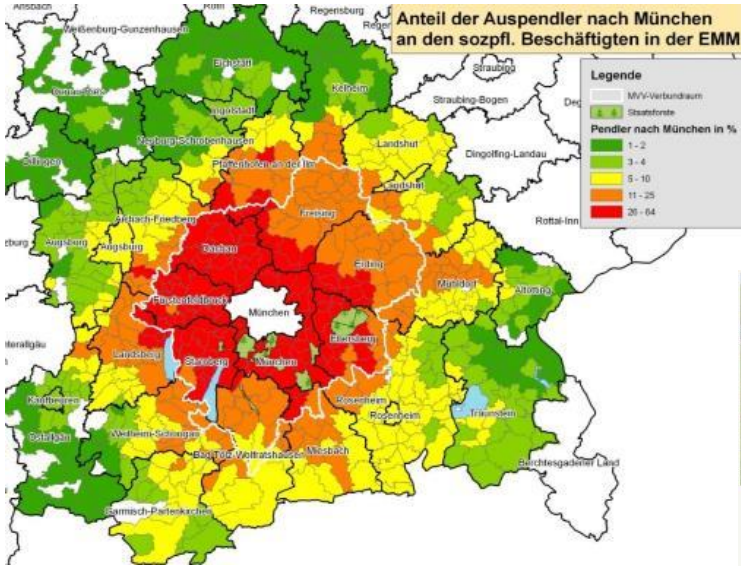 Ansbach
Roth
Regensburg
Anteil der Auspendler nach München
an den sozpfl. Beschäftigten in der EMM
Weißenburg-Gunzenhausen
Eichstätt
Kelheim
Straubing
Straubing-Bogen
Legende
MVV-Verbundraum
Staatsforste
Pendler nach München in %
1 - 2
3 - 4
5 - 10
11 - 25
26 - 64
Donau-Ries
Ingolstadt
Neuburg-Schrobenhausen
Landshut
Dingolfing-Landau
Dillingen
Pfaffenhofen an der Ilm
Landshut
Rottal-Inn
Aichach-Friedberg
Freising
Augsburg
Augsburg
Dachau
Erding
Mühldorf
Altötting
Fürstenfeldbruck
München
Landsberg
Starnberg
München
Ebersberg
Kaufbeuren
Rosenheim
Rosenheim
Traunstein
Ostallgäu
Weilheim-Schongau
Bad Tölz-Wolfratshausen
Miesbach
Berchtesgadener Land
Garmisch-Partenkirchen